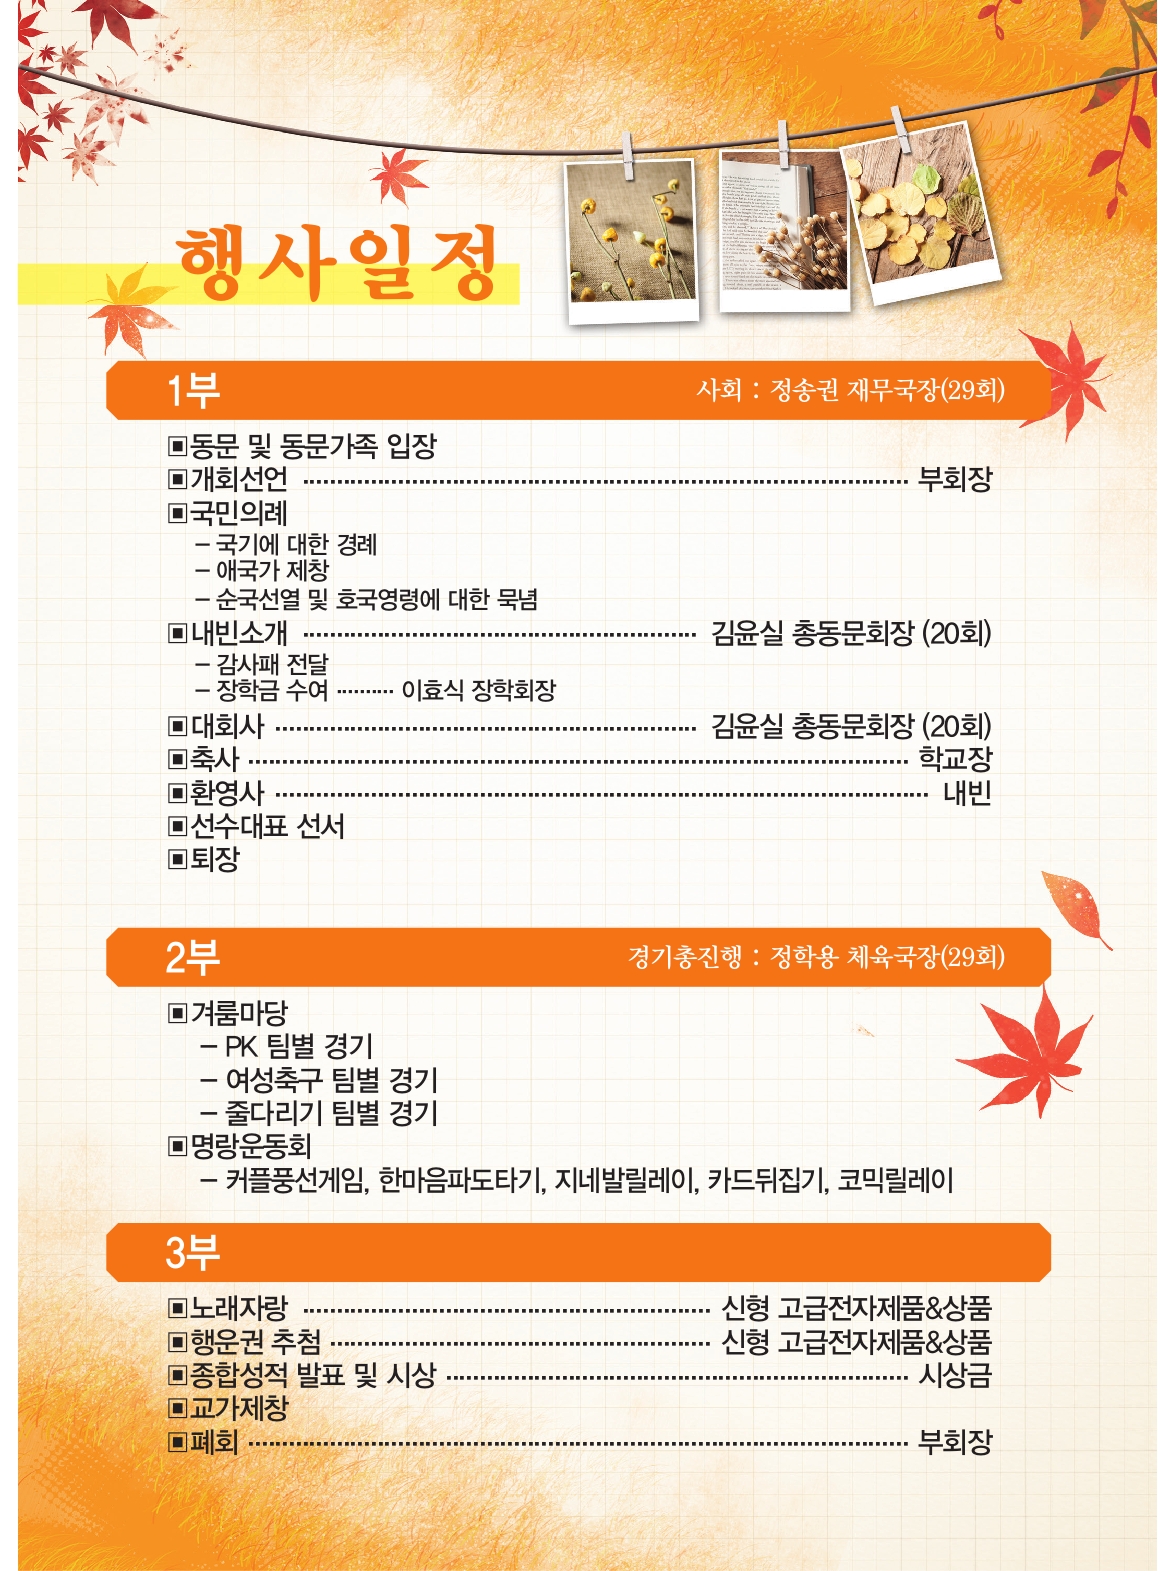 행사일정
1부 사회 : 정송권 재무국장(29회)
▣동문 및 동문가족 입장
▣개회선언 ························ 부회장
▣국민의례
– 국기에 대한 경례
– 애국가 제창
– 순국선열 및 호국영령에 대한 묵념
▣내빈소개 ························ 김윤실 총동문회장 (20회)
– 감사패 전달
– 장학금 수여 ·········· 이효식 장학회장
▣대회사 ························ 김윤실 총동문회장 (20회)
▣축사 ························ 학교장
▣환영사 ························ 내빈
▣선수대표 선서
▣퇴장
2부 경기총진행 : 정학용 체육국장(29회)
▣겨룸마당
– PK 팀별 경기
– 여성축구 팀별 경기
– 줄다리기 팀별 경기
▣명랑운동회
– 커플풍선게임, 한마음파도타기, 지네발릴레이, 카드뒤집기, 코믹릴레이
3부
▣노래자랑 ························ 신형 고급전자제품&상품
▣행운권 추첨 ························ 신형 고급전자제품&상품
▣종합성적 발표 및 시상 ························ 시상금
▣교가제창
▣폐회 ························ 부회장